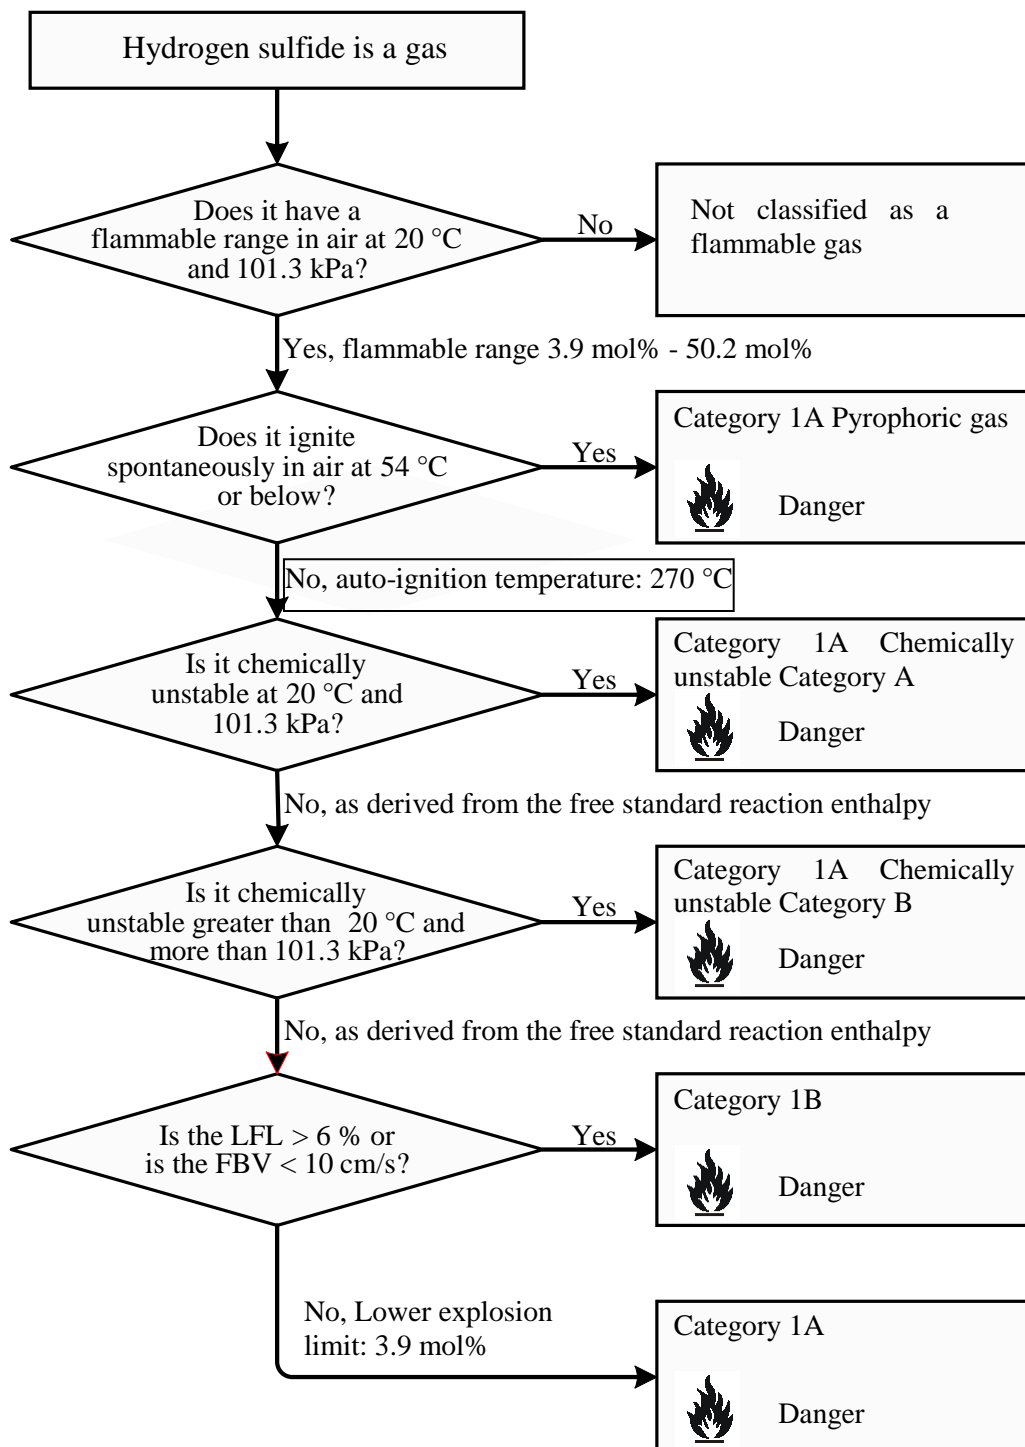 Hydrogen sulfide is a gas
Does it have a
flammable range in air at 20 °C
and 101.3 kPa?
No
Not classified as a
flammable gas
Yes, flammable range 3.9 mol% - 50.2 mol%
Does it ignite
spontaneously in air at 54 °C
or below?
Yes
Category 1A Pyrophoric gas
Danger
No, auto-ignition temperature: 270 °C
Is it chemically
unstable at 20 °C and
101.3 kPa?
Yes
Category 1A Chemically
unstable Category A
Danger
No, as derived from the free standard reaction enthalpy
Is it chemically
unstable greater than 20 °C and
more than 101.3 kPa?
Yes
Category 1A Chemically
unstable Category B
Danger
No, as derived from the free standard reaction enthalpy
Is the LFL > 6 % or
is the FBV < 10 cm/s?
Yes
Category 1B
Danger
No, Lower explosion
limit: 3.9 mol%
Category 1A
Danger